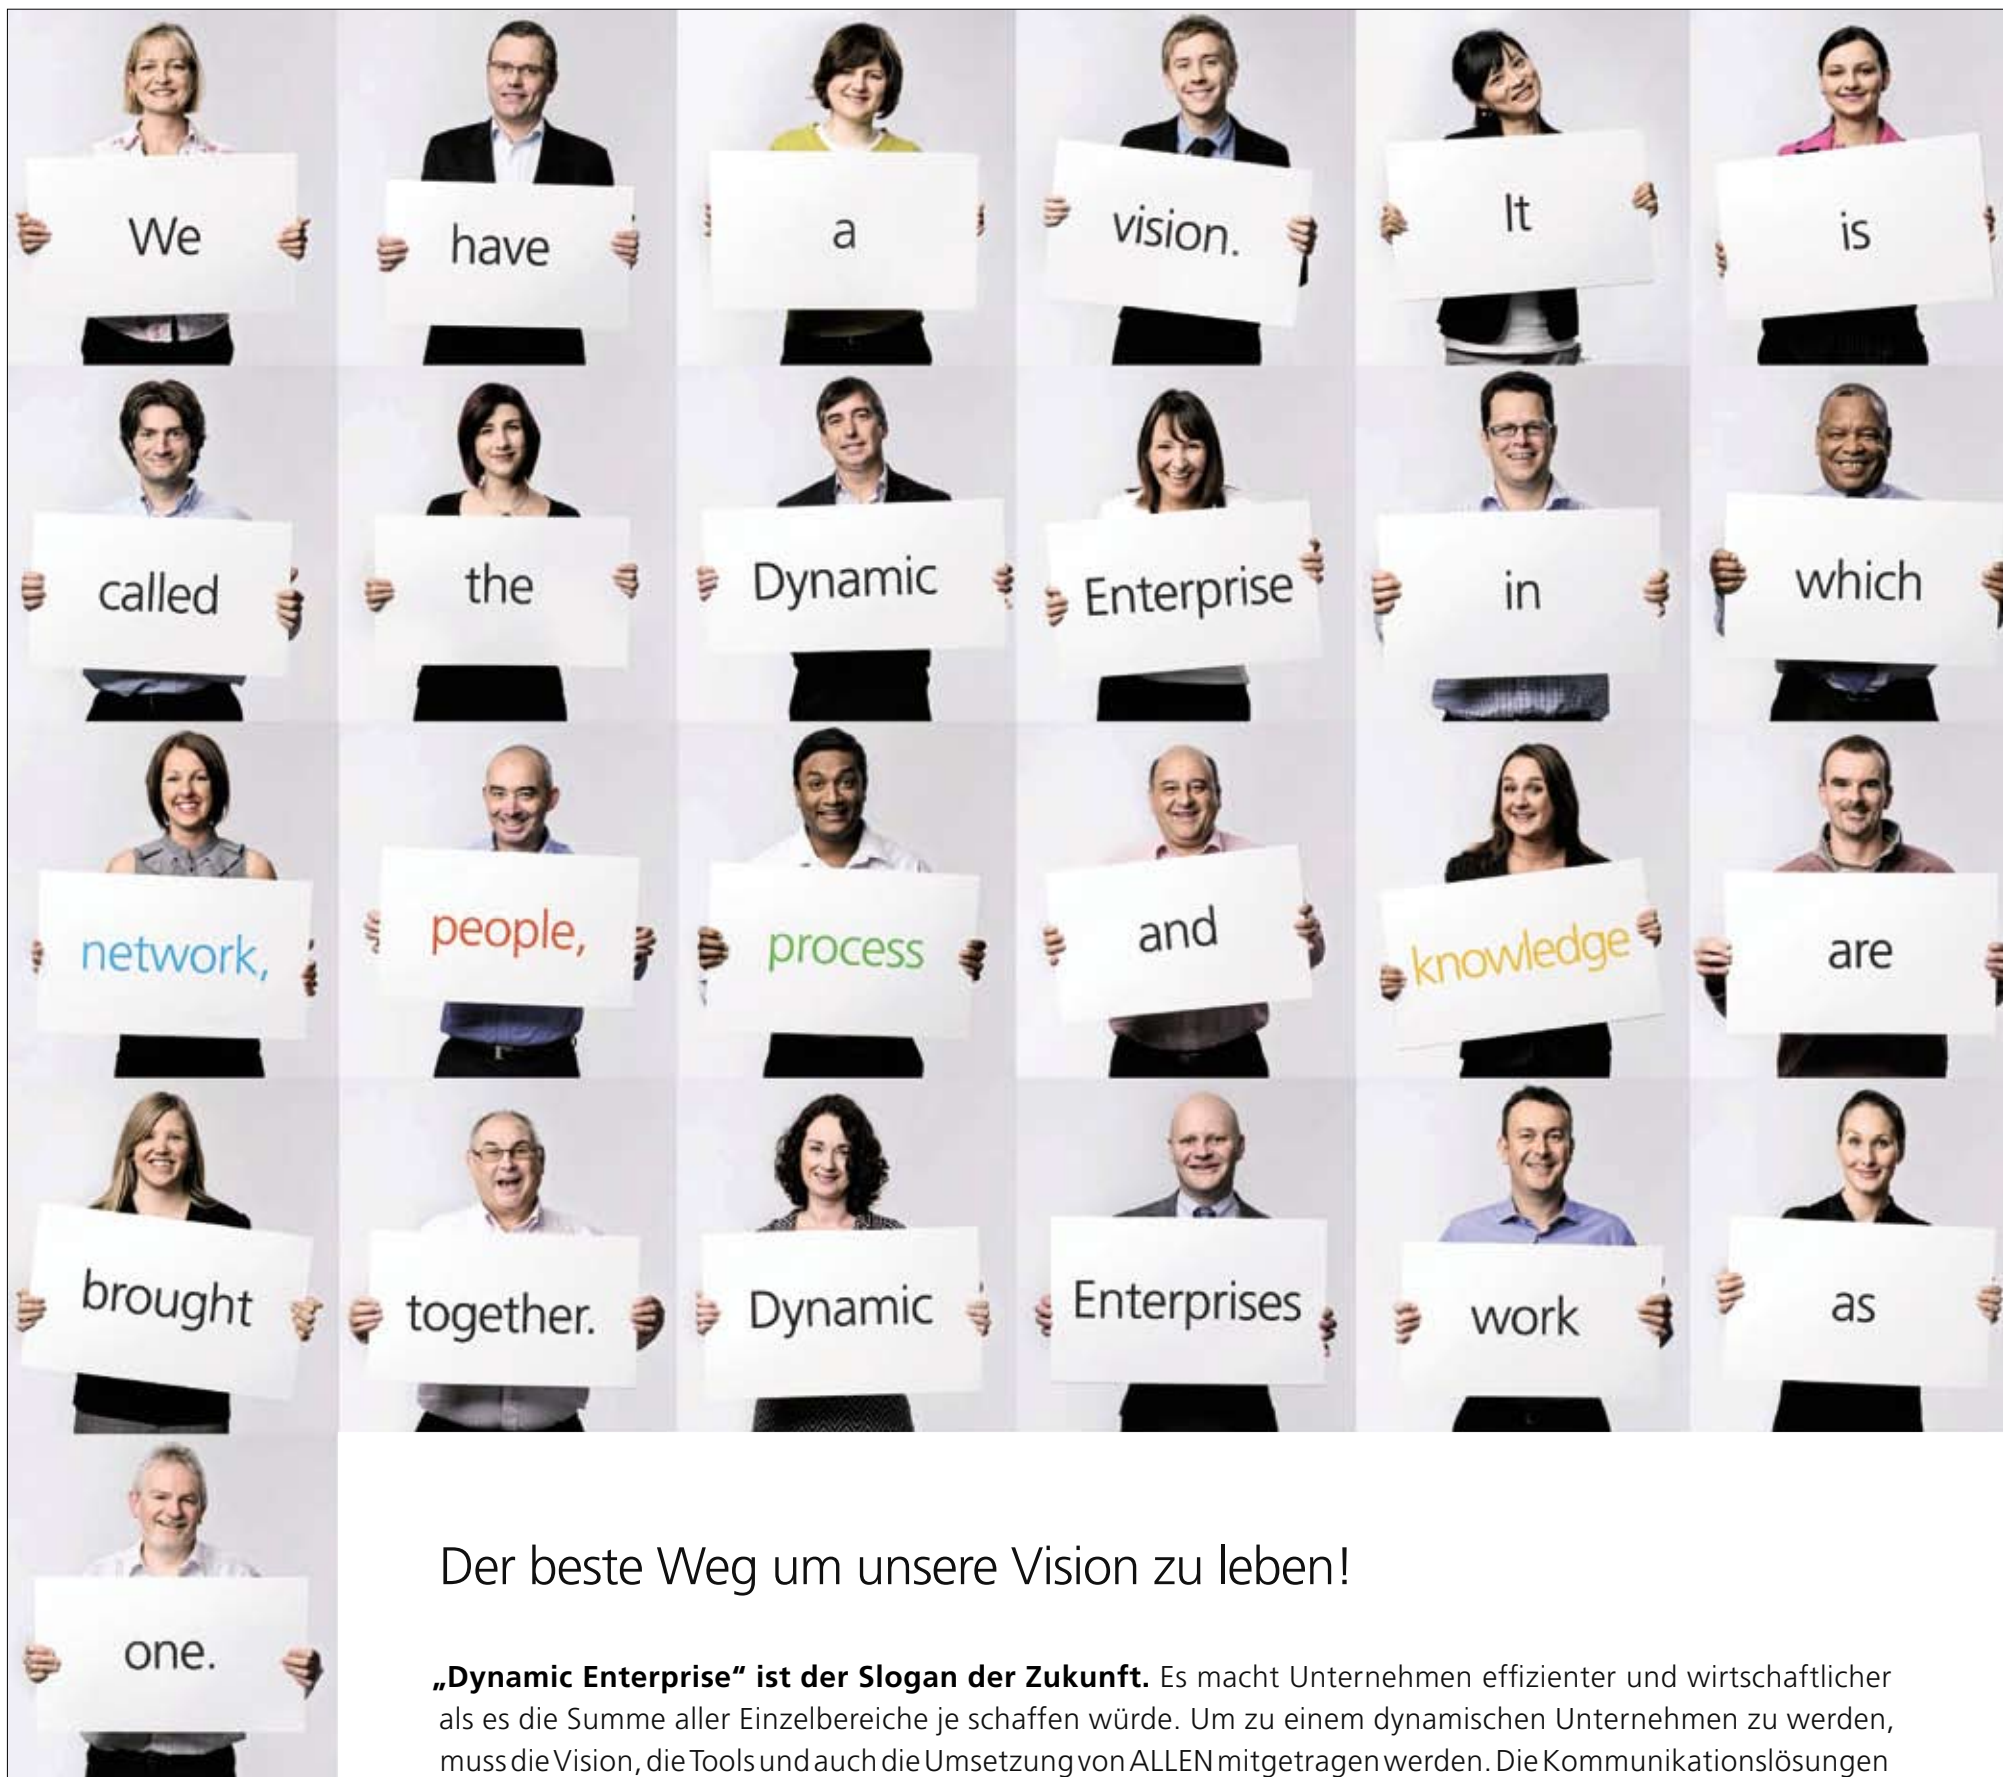 We have a vision. It is
called the Dynamic Enterprise in which
network, people, process and knowledge are
brought together. Dynamic Enterprises work as
one.
Der beste Weg um unsere Vision zu leben!
„Dynamic Enterprise“ ist der Slogan der Zukunft. Es macht Unternehmen effizienter und wirtschaftlicher
als es die Summe aller Einzelbereiche je schaffen würde. Um zu einem dynamischen Unternehmen zu werden,
muss die Vision, die Tools und auch die Umsetzung von ALLEN mitgetragen werden. Die Kommunikationslösungen